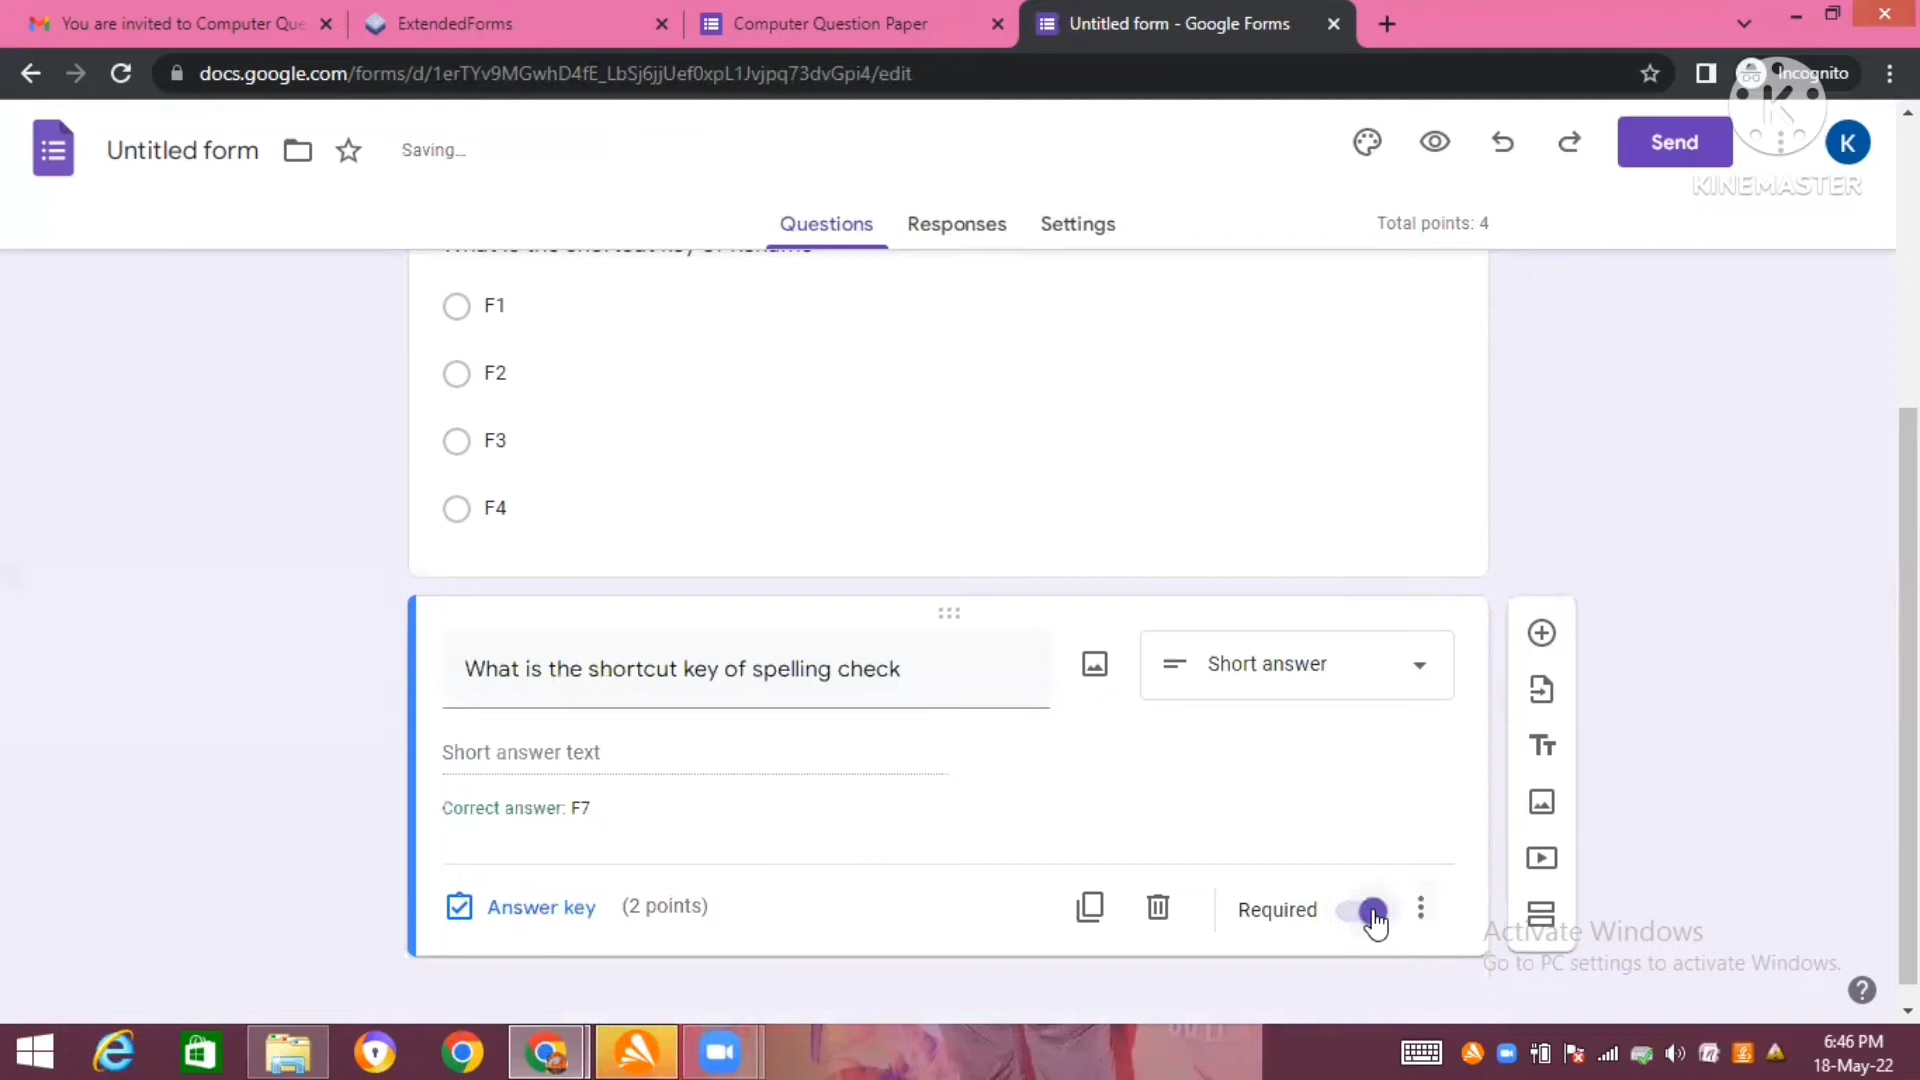 You are invited to Computer Que
ExtendedForms
Computer Question Paper
Untitled form - Google Forms
docs.google.com/forms/d/1erTYv9MGwhD4fE_LbSj6jjUef0xpL1Jvjpq73dvGpi4/edit
Incognito
Untitled form
Saving...
Send
K
K
KINEMASTER
Questions
Responses
Settings
Total points: 4
F1
F2
F3
F4
What is the shortcut key of spelling check
Short answer
Short answer text
Correct answer: F7
Answer key
(2 points)
Required
Activate Windows
Go to PC settings to activate Windows.
6:46 PM
18-May-22